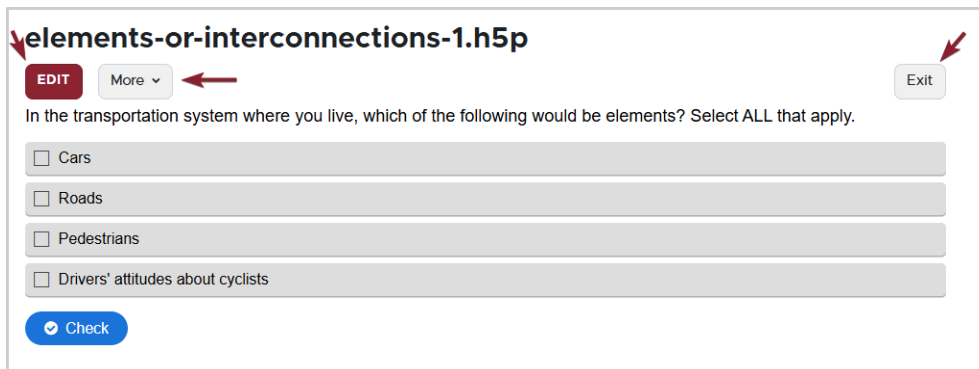 elements-or-interconnections-1.h5p
EDIT More Exit
In the transportation system where you live, which of the following would be elements? Select ALL that apply.
Cars
Roads
Pedestrians
Drivers' attitudes about cyclists
Check